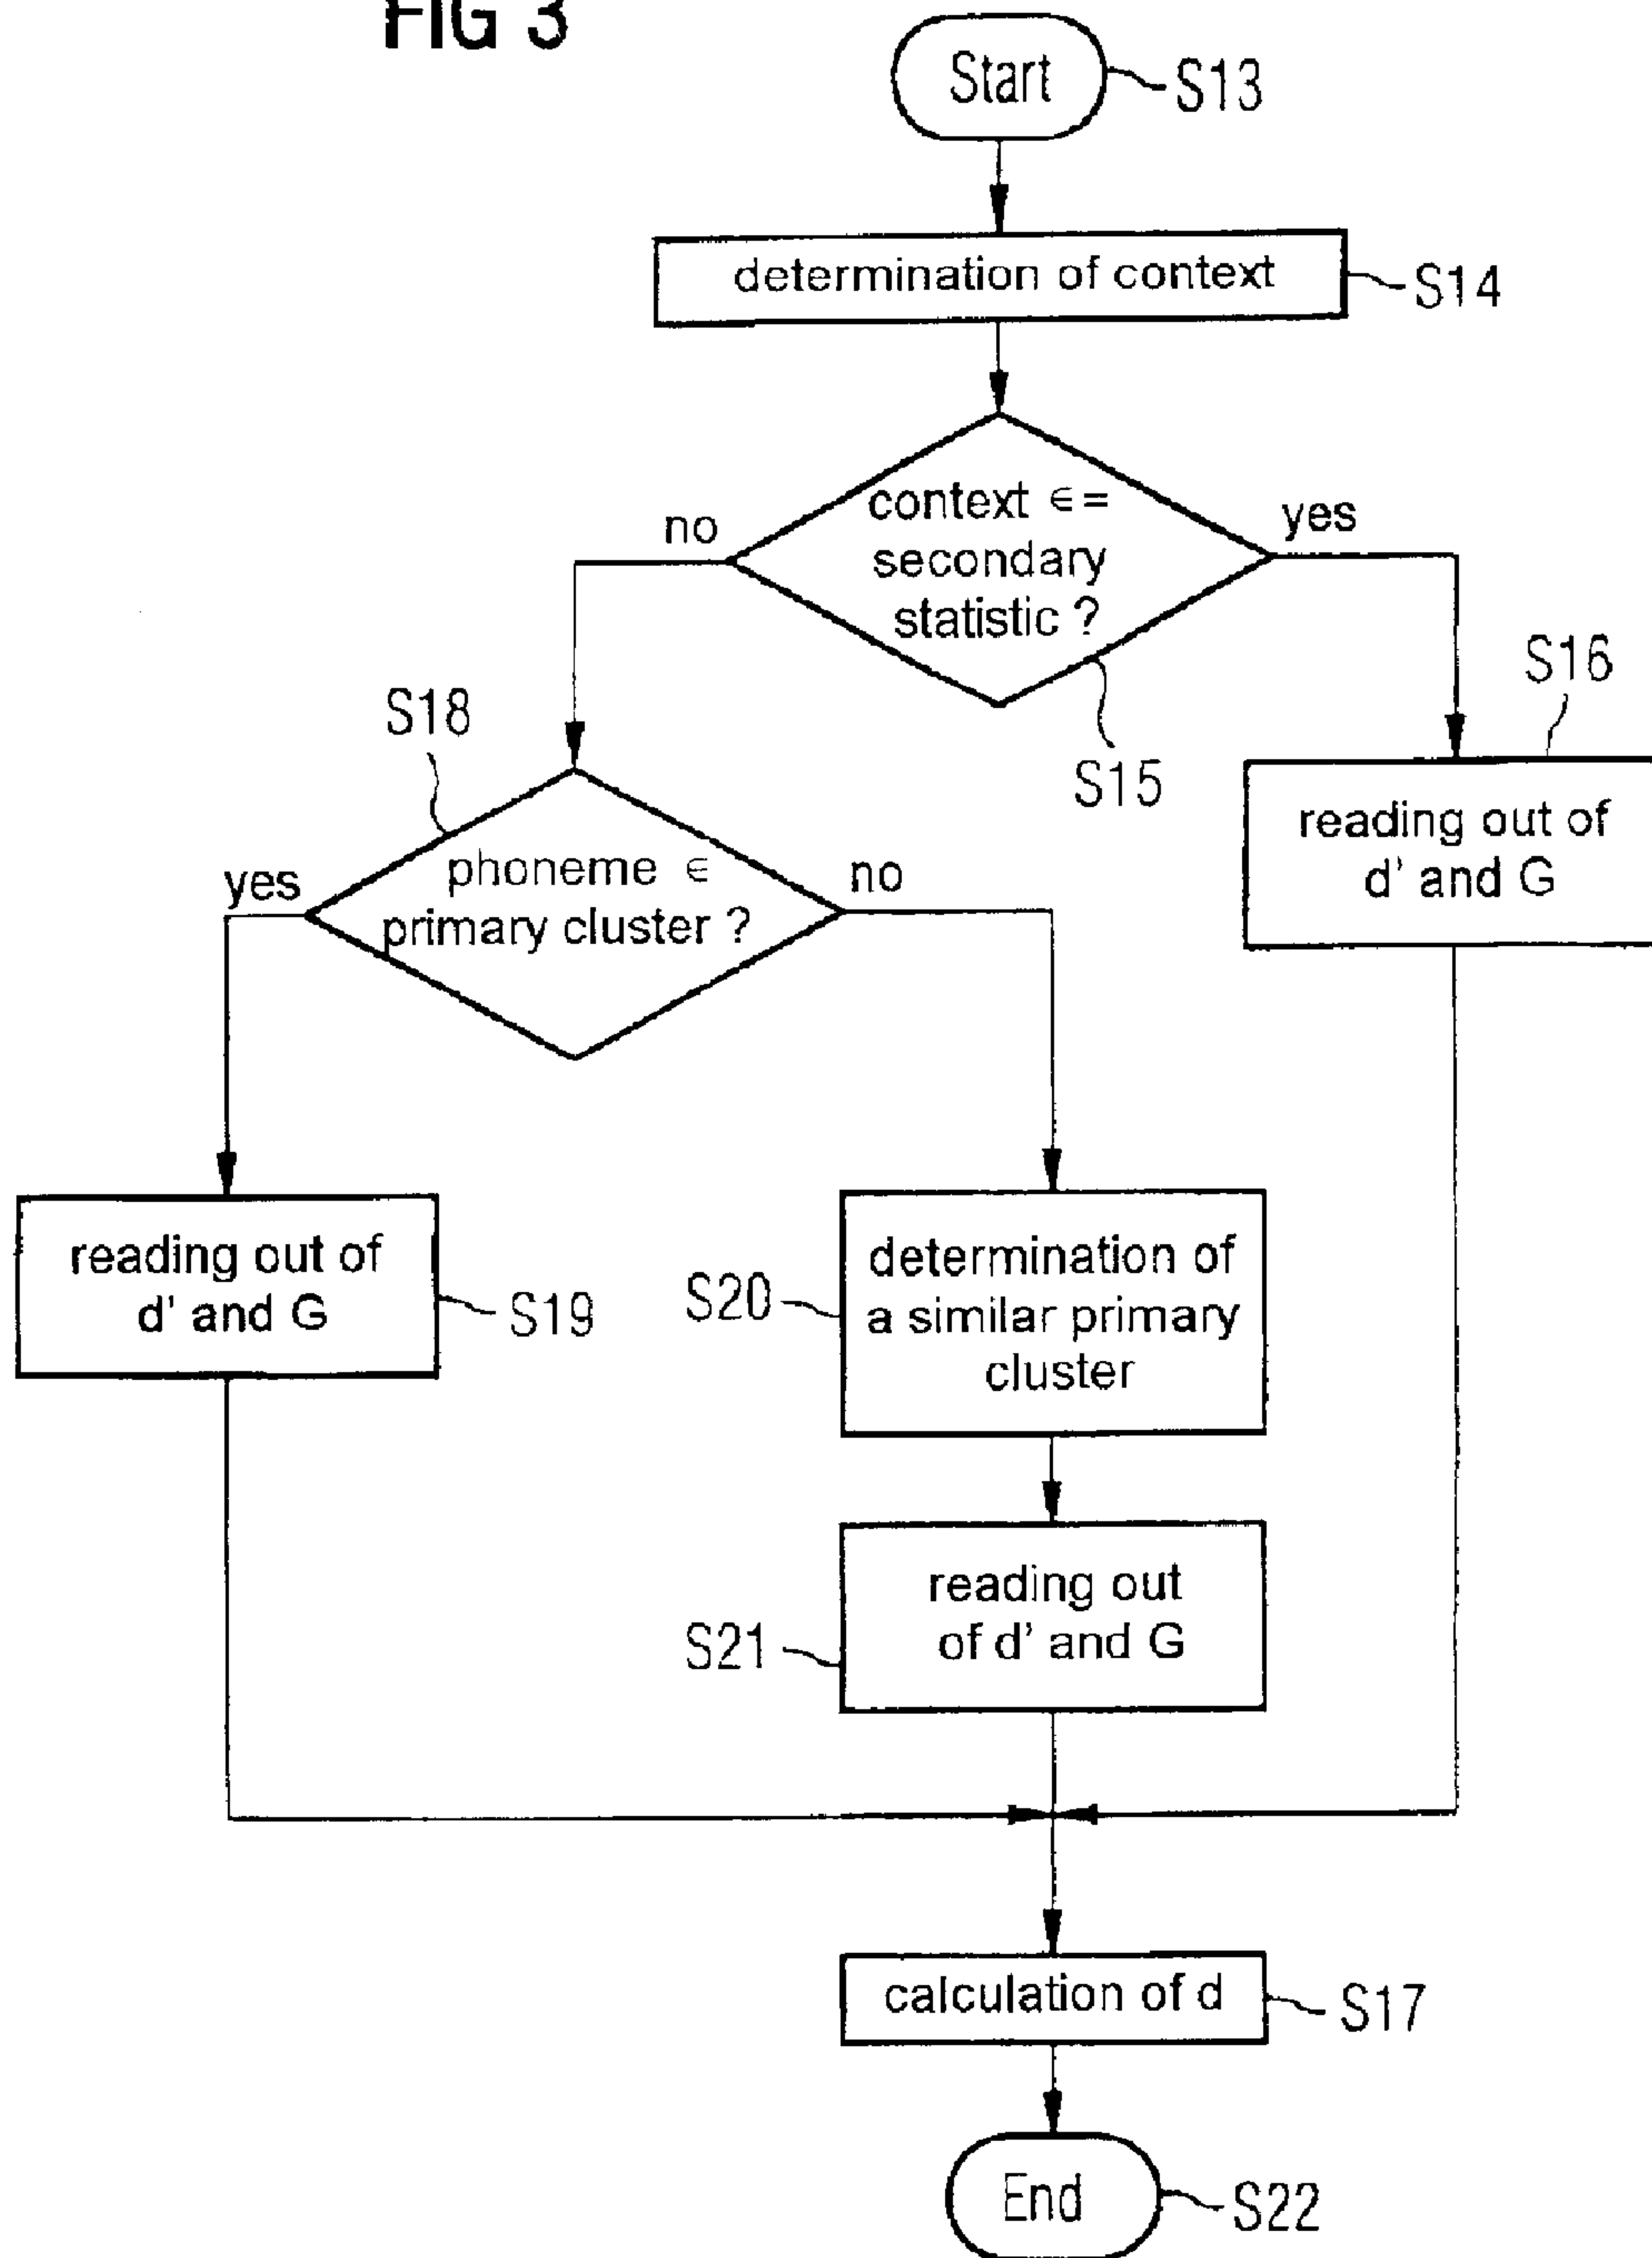 FIG 3
Start
S13
determination of context
S14
context ∈ =
secondary
statistic ?
no
yes
S15
S16
reading out of
d' and G
S18
phoneme ∈
primary cluster ?
yes
no
reading out of
d' and G
S19
S20
determination of
a similar primary
cluster
S21
reading out
of d' and G
calculation of d
S17
End
S22